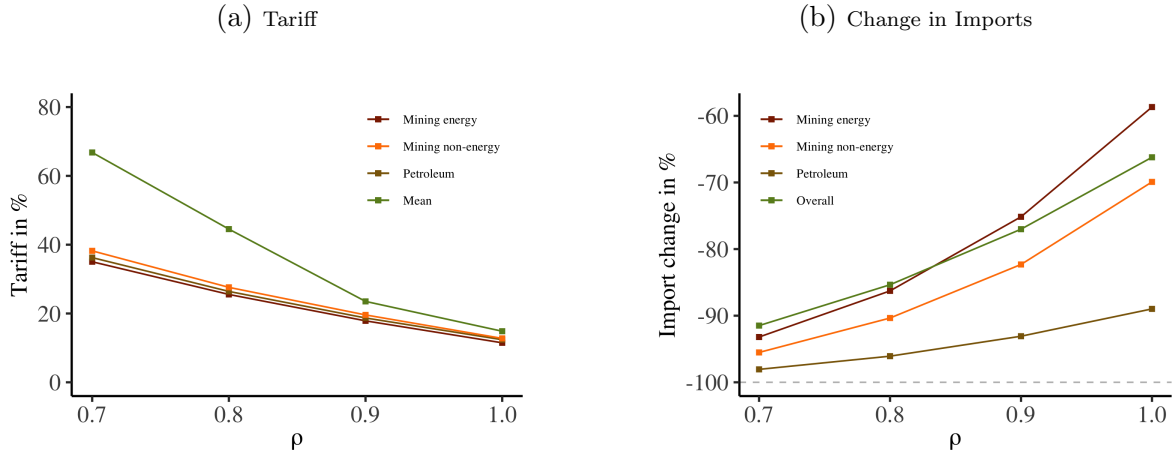 (a) Tariff
Tariff in %
80
60
40
20
0
0.7 0.8 0.9 1.0
ρ
Mining energy
Mining non-energy
Petroleum
Mean
(b) Change in Imports
Import change in %
-60
-70
-80
-90
-100
0.7 0.8 0.9 1.0
ρ
Mining energy
Mining non-energy
Petroleum
Overall